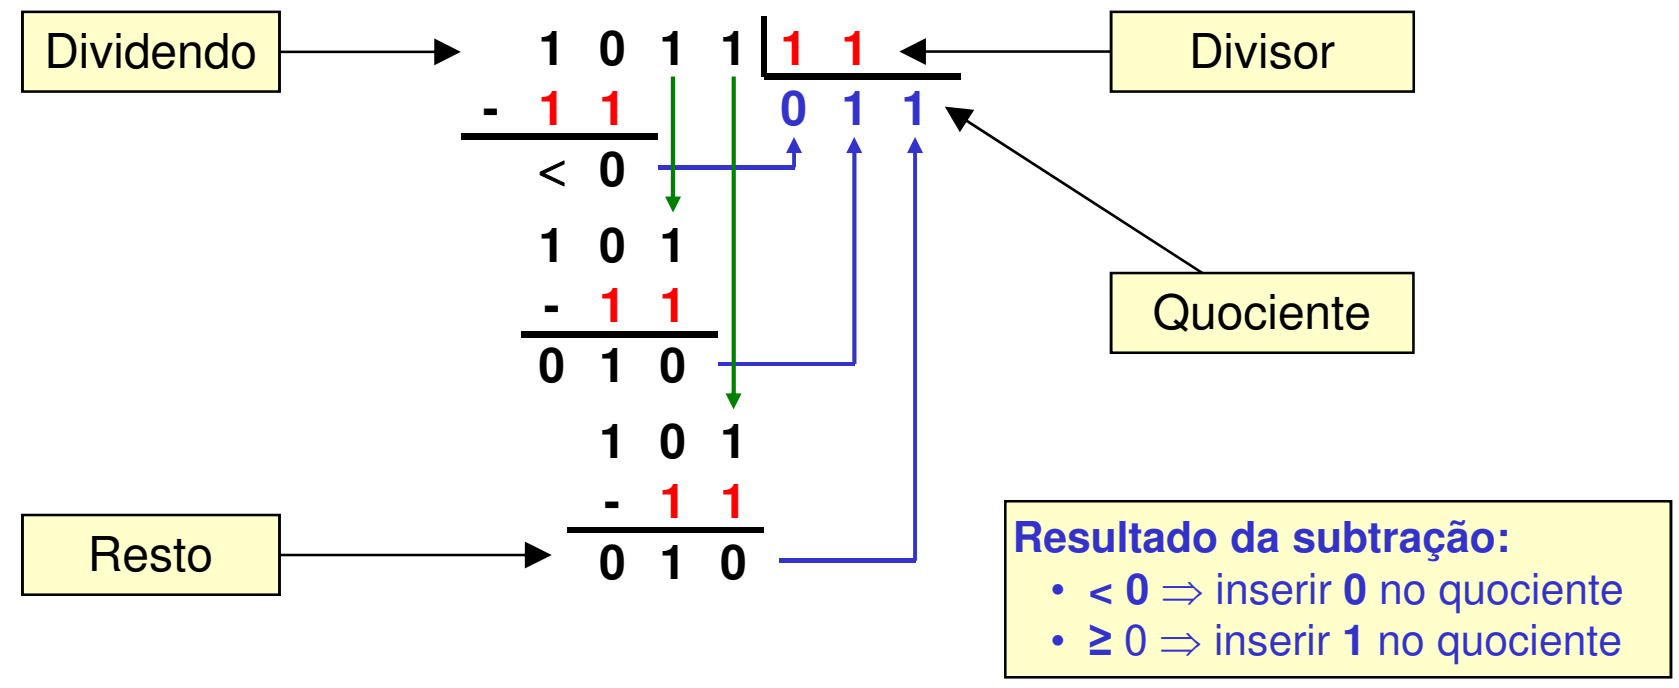 Dividendo 1 0 1 1 1 1 Divisor
- 1 1 0 1 1
< 0
1 0 1
- 1 1 Quociente
0 1 0
1 0 1
- 1 1
Resto 0 1 0
Resultado da subtração:
• < 0 ⇒ inserir 0 no quociente
• ≥ 0 ⇒ inserir 1 no quociente